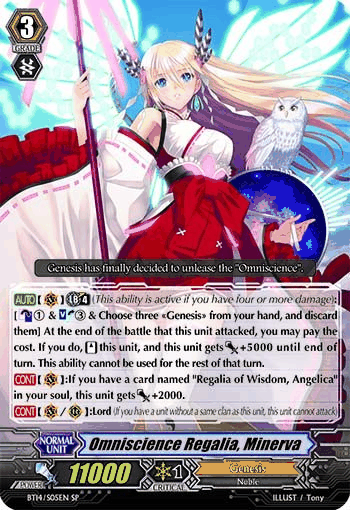 3
GRADE
Genesis has finally decided to unlease the "Omniscience".
AUTO [ ] LB 4 (This ability is active if you have four or more damage):
[ ① & ③ & Choose three «Genesis» from your hand, and discard
them] At the end of the battle that this unit attacked, you may pay the
cost. If you do, [ ] this unit, and this unit gets +5000 until end of
turn. This ability cannot be used for the rest of that turn.
CONT [ ]:If you have a card named "Regalia of Wisdom, Angelica"
in your soul, this unit gets +2000.
CONT [ / ]:Lord (If you have a unit without a same clan as this unit, this unit cannot attack)
NORMAL
UNIT
Omniscience Regalia, Minerva
POWER
11000
1
CRITICAL
Genesis
Noble
BT14/S05EN SP
ILLUST / Tony